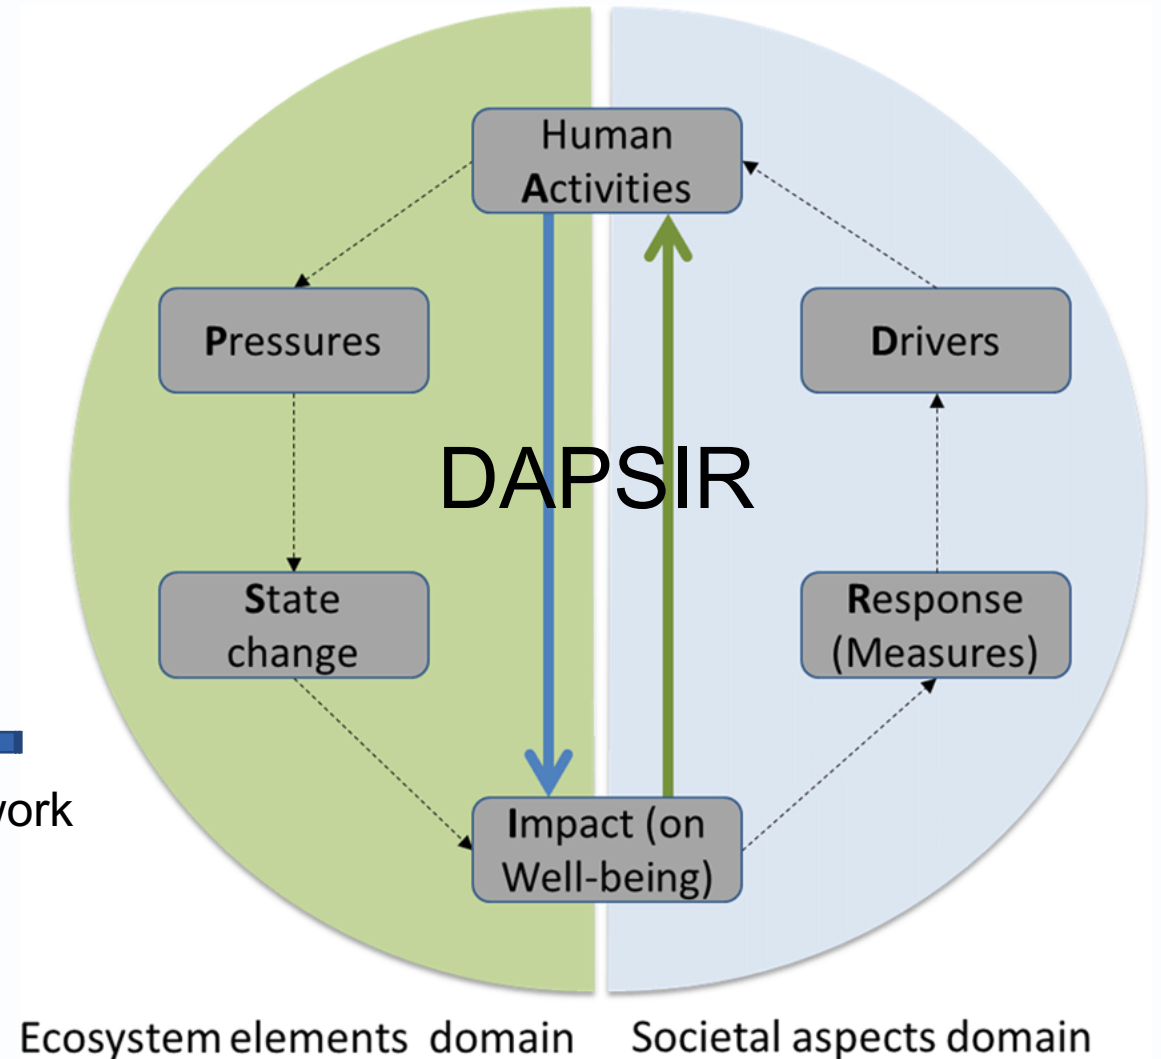 Human
Activities
Pressures
Drivers
DAPSIR
State
change
Response
(Measures)
work
Impact (on
Well-being)
Ecosystem elements domain
Societal aspects domain